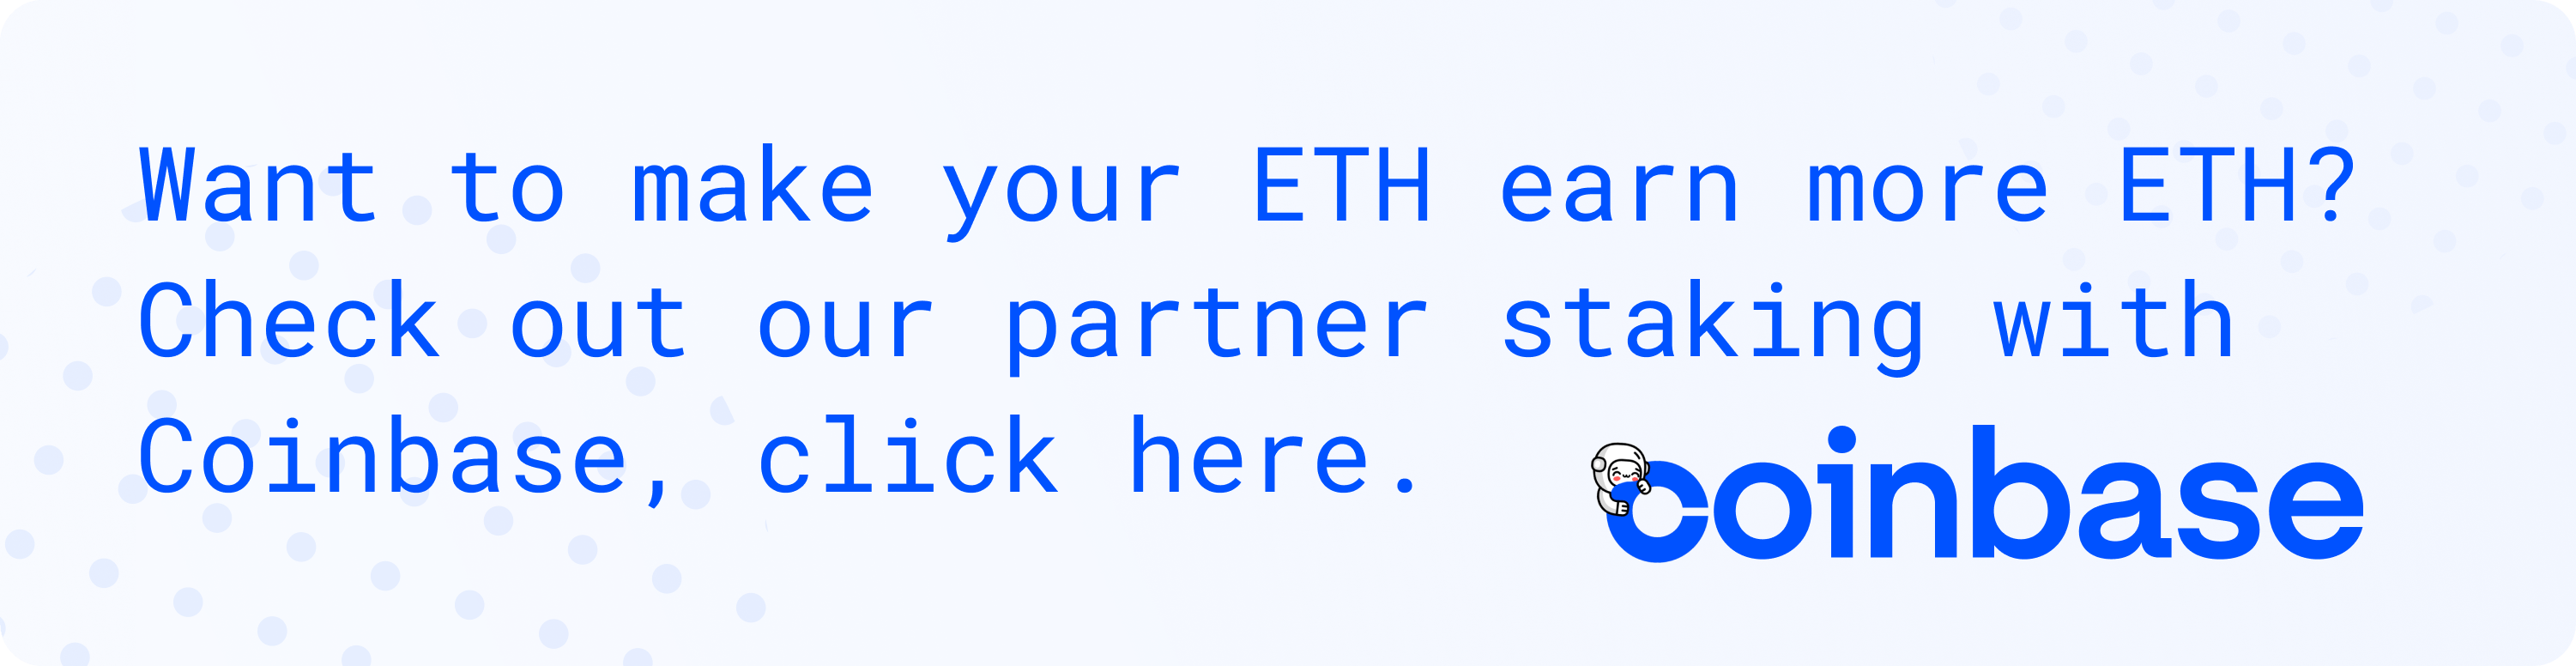 Want to make your ETH earn more ETH?
Check out our partner staking with
Coinbase, click here.
coinbase